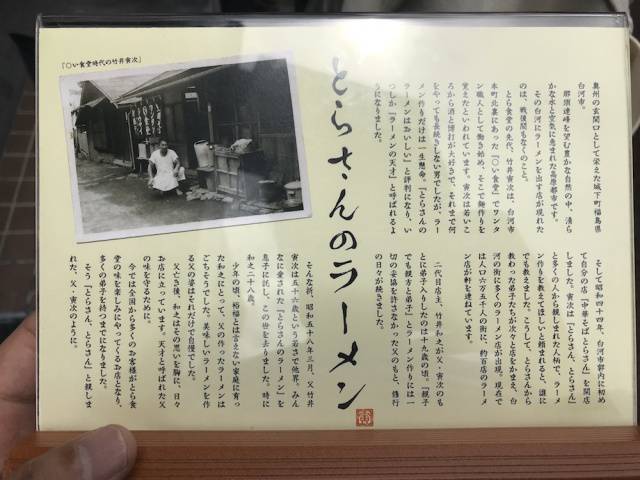 『〇い食堂時代の竹井寅次』
とらさんのラーメン
奥州の玄関口として栄えた城下町福島県
白河市。
那須連峰を望む豊かな自然の中、清ら
かな水と空気に恵まれた高原都市です。
その白河にラーメンを出す店が現れた
のは、戦後間もなくのこと。
とら食堂の先代、竹井寅次は、白河市
本町北裏にあった「〇い食堂」でワンタ
ン職人として働き始め、そこで麺作りを
覚えたといわれています。寅次は若いこ
ろから酒と博打が大好きで、それまで何
をやっても長続きしない男でしたが、ラー
メン作りだけは一生懸命。『とらさんの
ラーメンはおいしい』と評判になり、い
つしか『ラーメンの天才』と呼ばれるよ
うになりました。
そして昭和四十四年、白河市郭内に初め
て自分の店「中華そばとらさん」を開店
しました。寅次は『とらさん、とらさん』
と多くの人から親しまれた人柄で、ラーメ
ン作りを教えてほしいと頼まれると、誰に
でも教えました。こうして、とらさんから
教わった弟子たちが次々と店をかまえ、白
河の街に多くのラーメン店が出現。現在で
は人口六万五千人の街に、約百店のラーメ
ン店が軒を連ねています。
二代目店主、竹井和之が父・寅次のも
とに弟子入りしたのは十九歳の頃。『親子
でも親方と弟子』とラーメン作りには一
切の妥協を許さなかった父のもと、修行
の日々が続きました。
そんな折、昭和五十八年三月、父竹井
寅次は五十六歳という若さで他界。みん
なに愛された『とらさんのラーメン』を
息子に託し、この世を去りました。時に
和之二十八歳。
少年の頃、裕福とは言えない家庭に育っ
た和之にとって、父の作ったラーメンは
ごちそうでした。美味しいラーメンを作
る父の姿はそれだけで自慢でした。
父亡き後、和之はその思いを胸に、日々
お店に立っています。天才と呼ばれた父
の味を守るために。
今では全国から多くのお客様がとら食
堂の味を楽しみにやってくるお店となり、
多くの弟子を持つまでになりました。
そう『とらさん、とらさん』と親しま
れた、父・寅次のように。